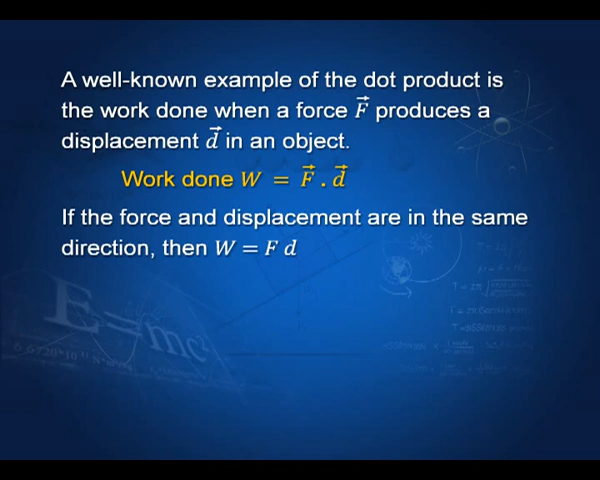 A well-known example of the dot product is
the work done when a force F⃗ produces a
displacement d⃗ in an object.
Work done W = F⃗ . d⃗
If the force and displacement are in the same
direction, then W = F d
E=mc²